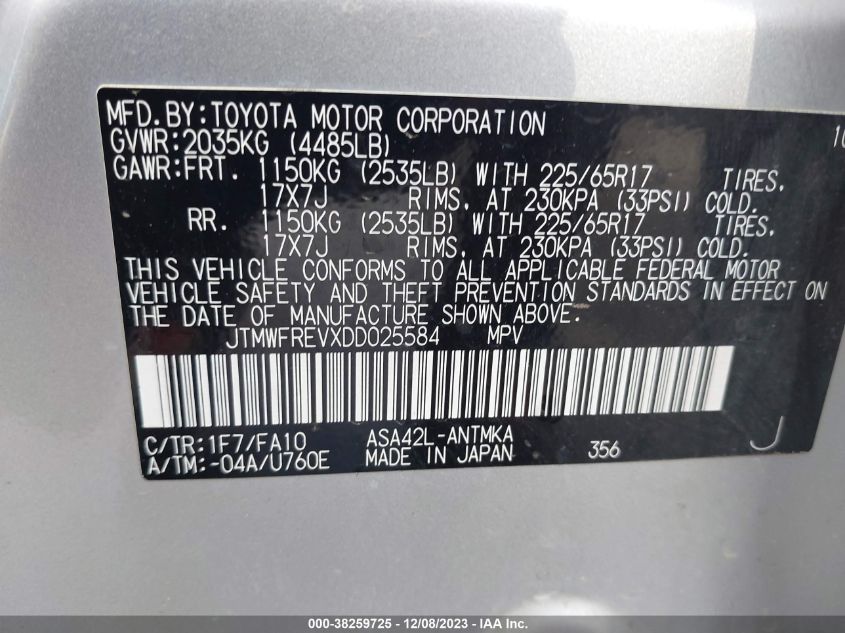 MFD.BY:TOYOTA MOTOR CORPORATION
GVWR:2035KG (4485LB)
GAWR:FRT. 1150KG (2535LB) WITH 225/65R17 TIRES,
17X7J RIMS, AT 230KPA (33PSI) COLD.
RR. 1150KG (2535LB) WITH 225/65R17 TIRES,
17X7J RIMS, AT 230KPA (33PSI) COLD.
THIS VEHICLE CONFORMS TO ALL APPLICABLE FEDERAL MOTOR
VEHICLE SAFETY AND THEFT PREVENTION STANDARDS IN EFFECT ON
THE DATE OF MANUFACTURE SHOWN ABOVE.
JTMWFREVXDD025584 MPV
C/TR:1F7/FA10 ASA42L-ANTMKA
A/TM:-04A/U760E MADE IN JAPAN 356 J
000-38259725 - 12/08/2023 - IAA Inc.